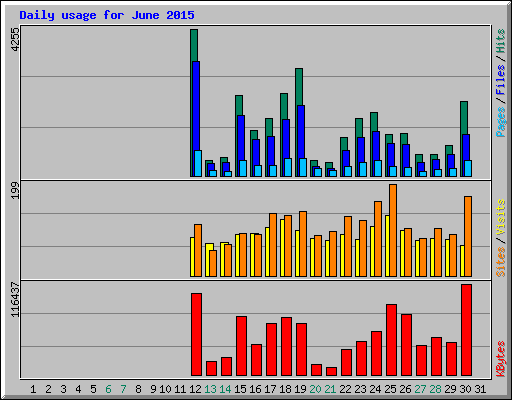 Daily usage for June 2015
4255
Pages / Files / Hits
199
Sites / Visits
116437
KBytes
1 2 3 4 5 6 7 8 9 10 11 12 13 14 15 16 17 18 19 20 21 22 23 24 25 26 27 28 29 30 31